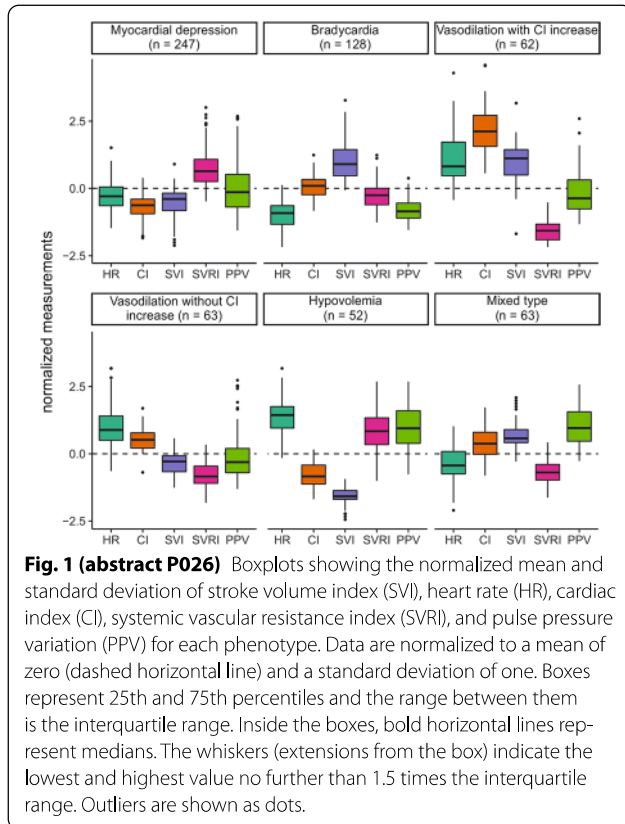 Myocardial depression
(n = 247)
Bradycardia
(n = 128)
Vasodilation with CI increase
(n = 62)
normalized measurements
2.5
0.0
−2.5
HR CI SVI SVRI PPV
HR CI SVI SVRI PPV
HR CI SVI SVRI PPV
Vasodilation without CI
increase (n = 63)
Hypovolemia
(n = 52)
Mixed type
(n = 63)
2.5
0.0
−2.5
HR CI SVI SVRI PPV
HR CI SVI SVRI PPV
HR CI SVI SVRI PPV
Fig. 1 (abstract P026) Boxplots showing the normalized mean and
standard deviation of stroke volume index (SVI), heart rate (HR), cardiac
index (CI), systemic vascular resistance index (SVRI), and pulse pressure
variation (PPV) for each phenotype. Data are normalized to a mean of
zero (dashed horizontal line) and a standard deviation of one. Boxes
represent 25th and 75th percentiles and the range between them
is the interquartile range. Inside the boxes, bold horizontal lines rep-
resent medians. The whiskers (extensions from the box) indicate the
lowest and highest value no further than 1.5 times the interquartile
range. Outliers are shown as dots.